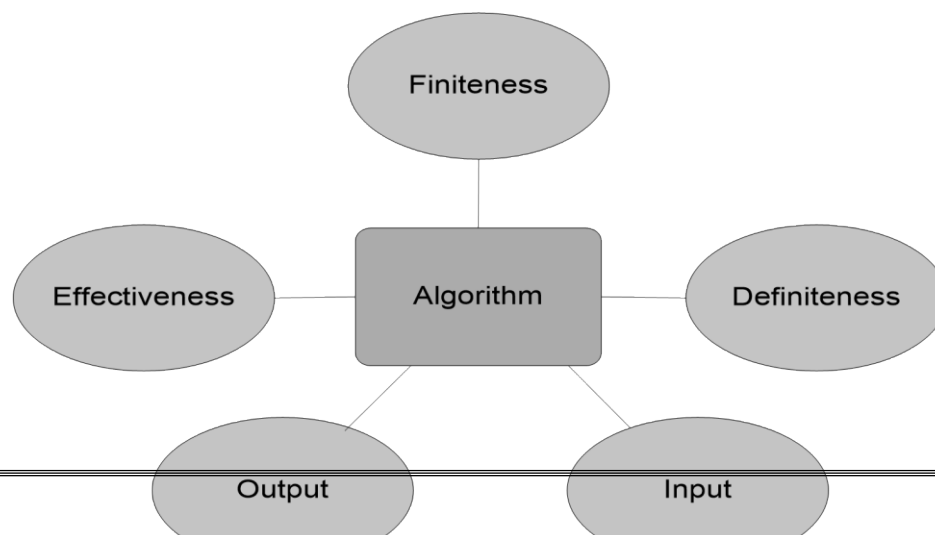 Finiteness
Effectiveness
Algorithm
Definiteness
Output
Input